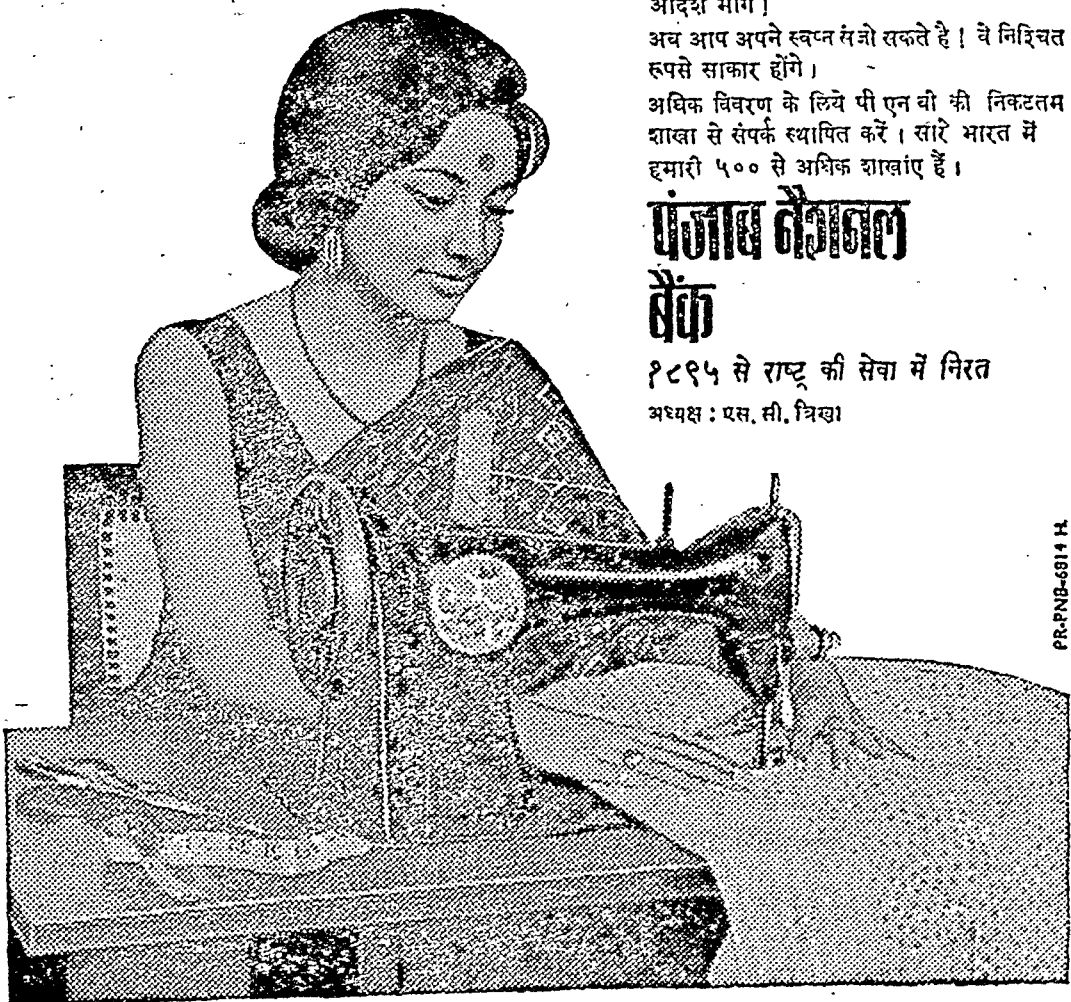 आदर्श मार्ग।
अब आप अपने स्वप्न संजो सकते है! वे निश्चित
रूपसे साकार होंगे।
अधिक विवरण के लिये पी एन बी की निकटतम
शाखा से संपर्क स्थापित करें। सारे भारत में
हमारी ५०० से अधिक शाखांए हैं।
पंजाब नैशनल
बैंक
१८९५ से राष्ट्र की सेवा में निरत
अध्यक्ष : एस. सी. त्रिखा
PR-PNB-6814 H